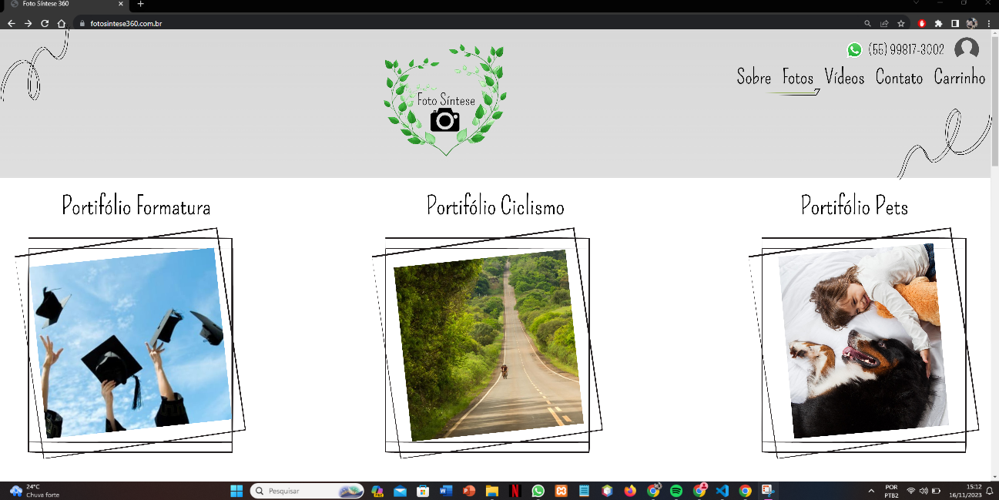 Foto Síntese 360
fotosintese360.com.br
(55) 99817-3002
Sobre Fotos Vídeos Contato Carrinho
Foto Síntese
Portifólio Formatura
Portifólio Ciclismo
Portifólio Pets
24°C
Chuva forte
Pesquisar
POR
PTB2
15:12
16/11/2023